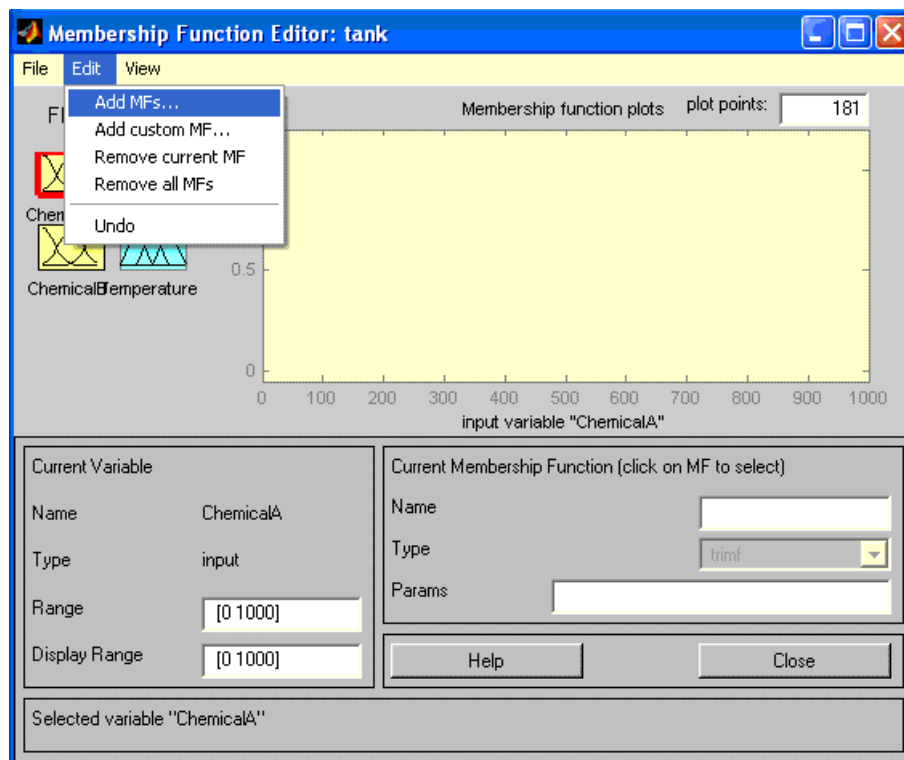 Membership Function Editor: tank
File Edit View
Add MFs...
Add custom MF...
Remove current MF
Remove all MFs
Undo
Membership function plots plot points: 181
ChemicalB Temperature
0.5
0
0 100 200 300 400 500 600 700 800 900 1000
input variable "ChemicalA"
Current Variable
Name ChemicalA
Type input
Range [0 1000]
Display Range [0 1000]
Current Membership Function (click on MF to select)
Name
Type trimf
Params
Help Close
Selected variable "ChemicalA"